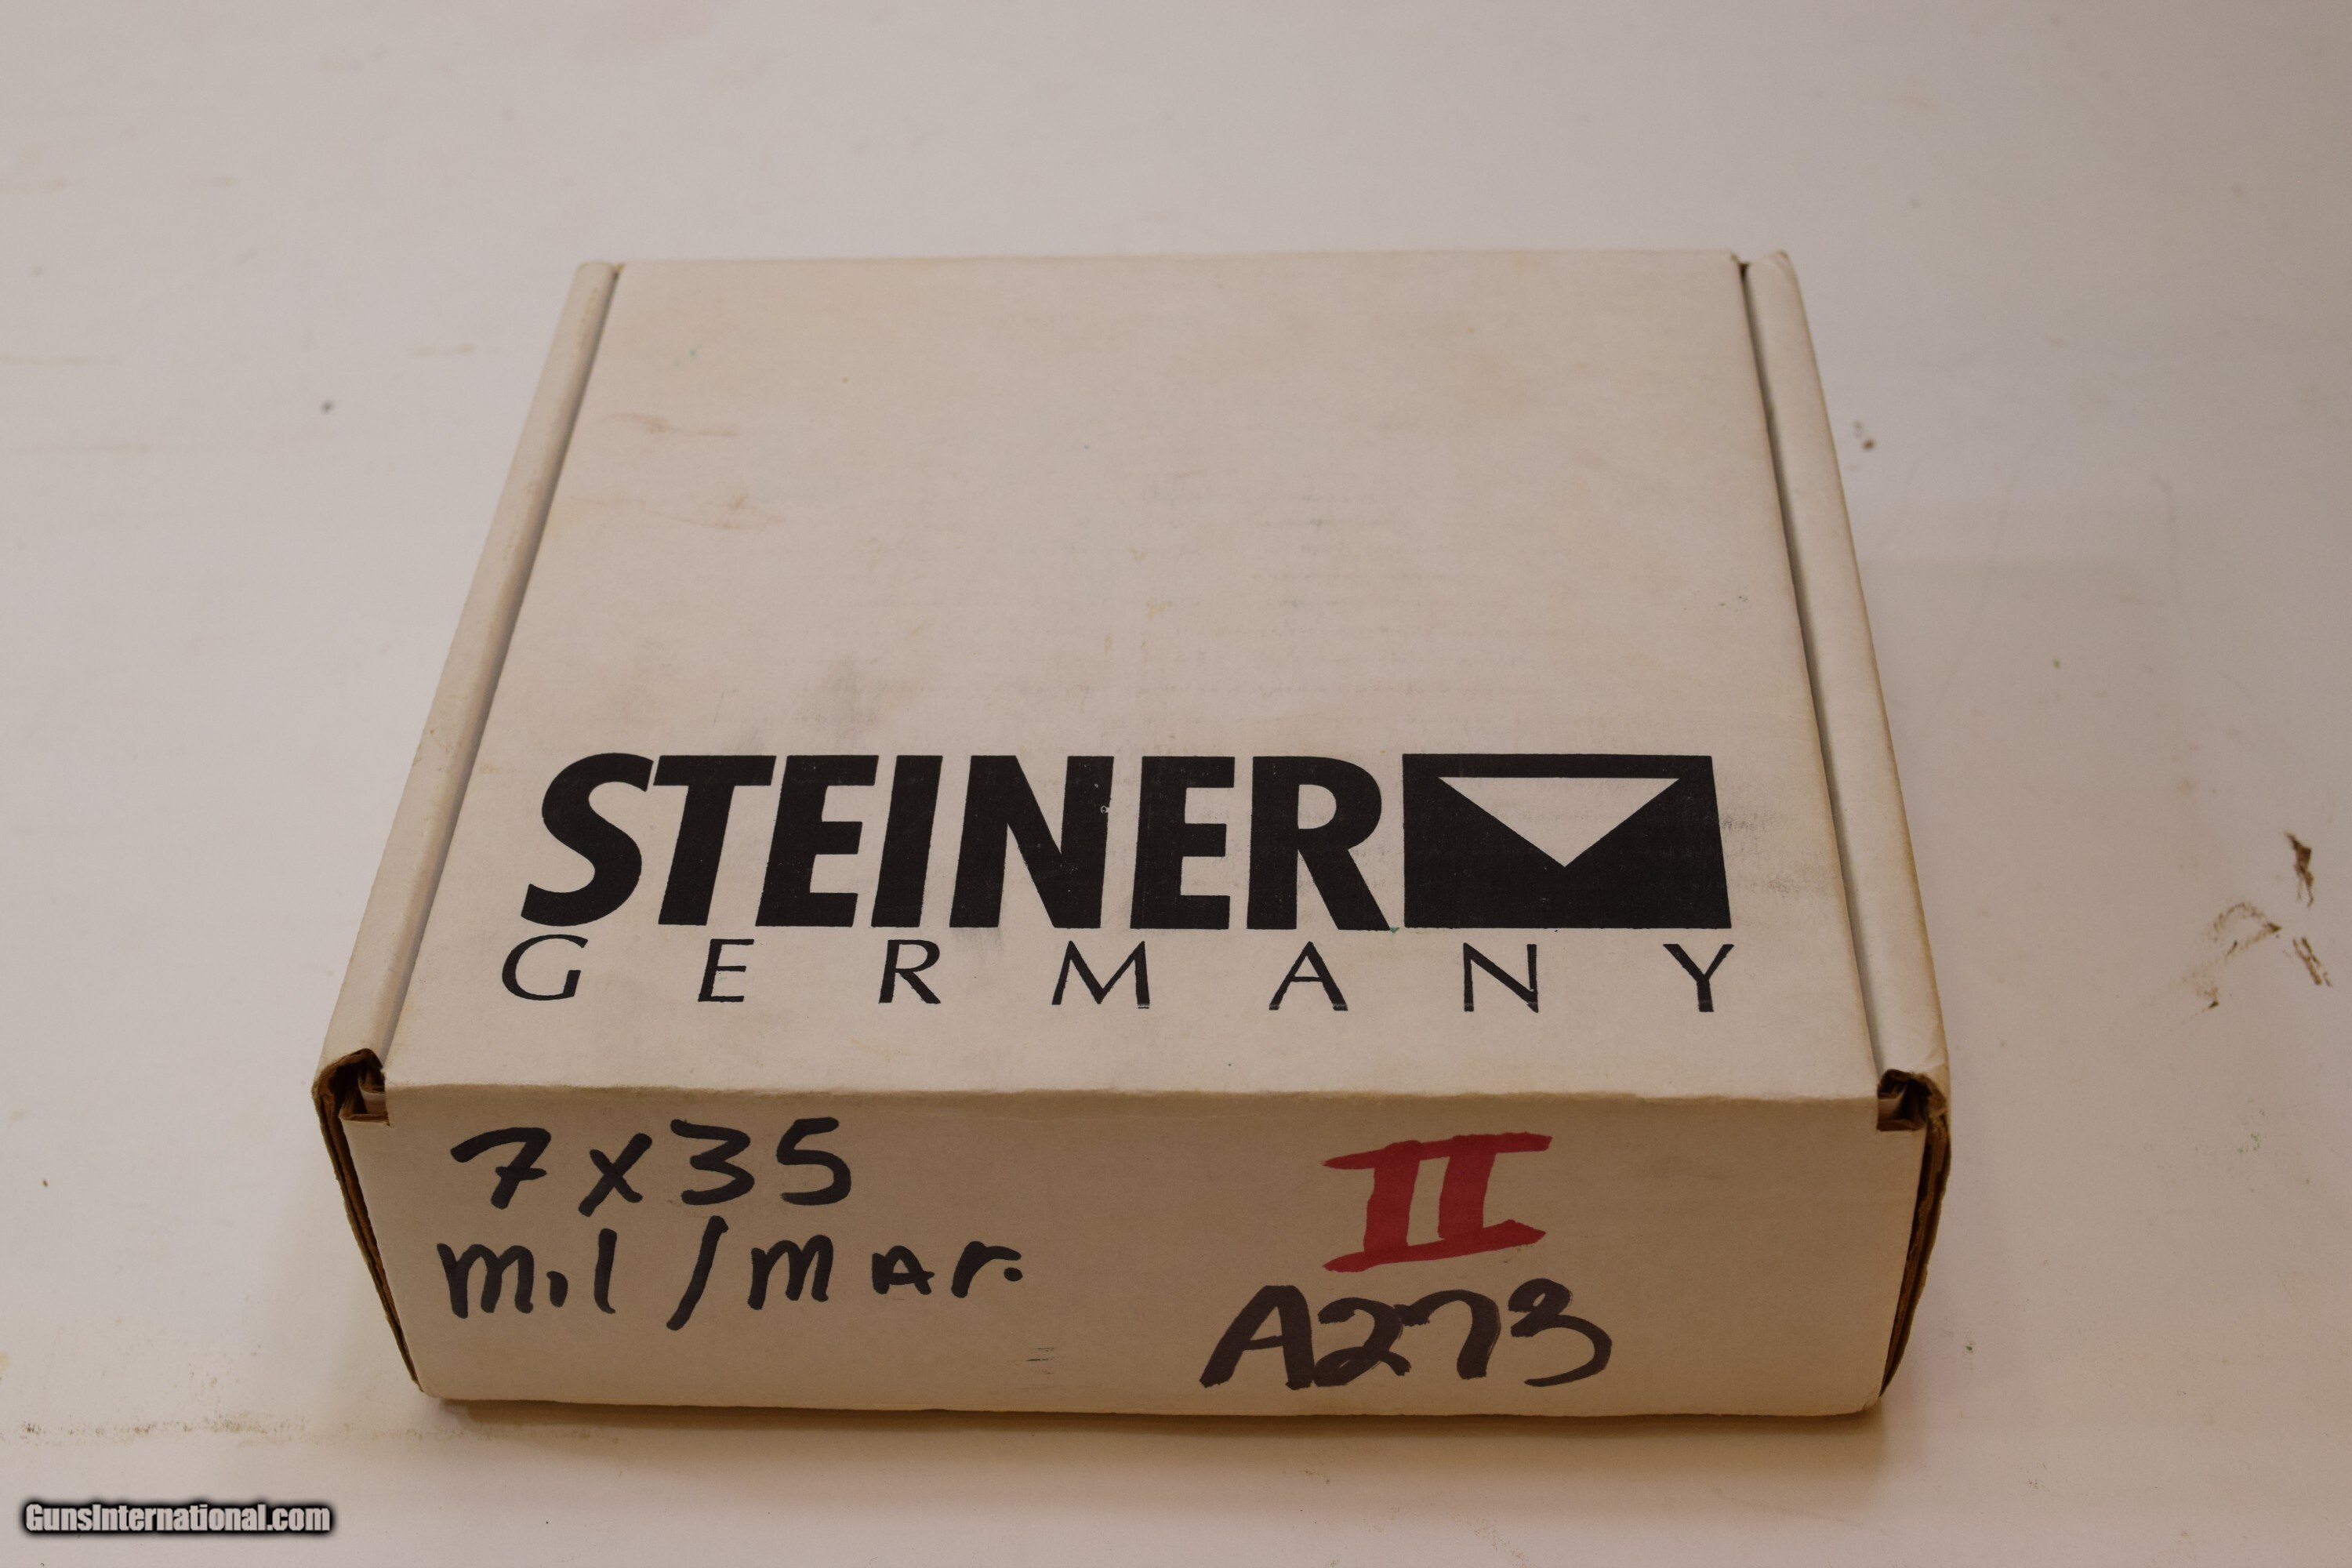 STEINER
GERMANY
7x35
mil/mar.
II
A273
GunsInternational.com